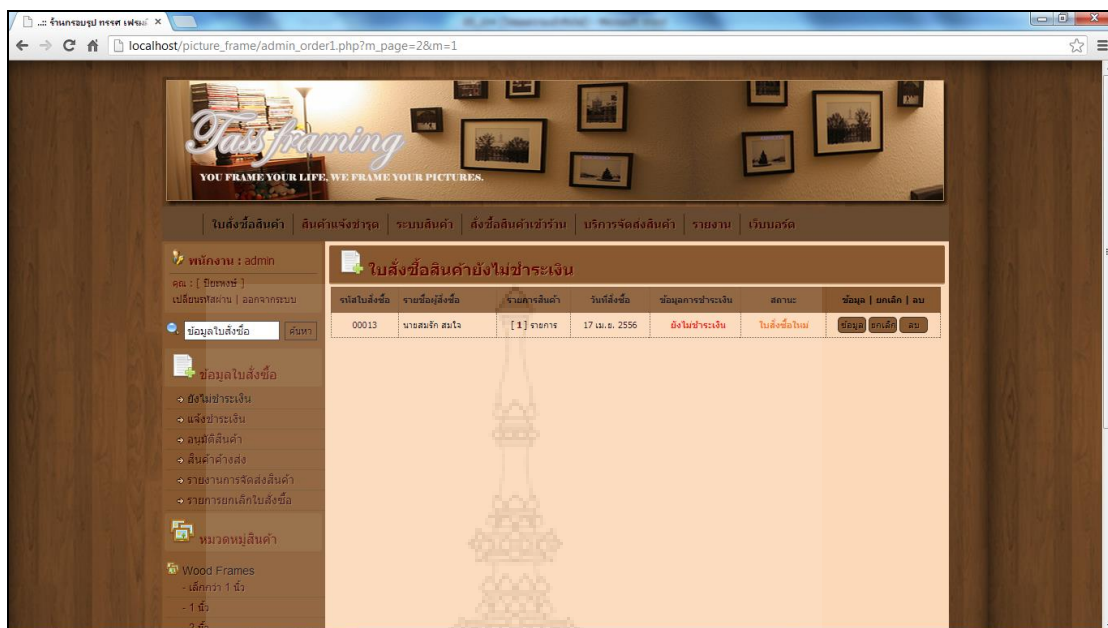 ..:: ร้านกรอบรูป ทรรศ เฟรม
localhost/picture_frame/admin_order1.php?m_page=2&m=1
Tass framing
YOU FRAME YOUR LIFE, WE FRAME YOUR PICTURES.
ใบสั่งซื้อสินค้า สินค้าแจ้งชำรุด ระบบสินค้า สั่งซื้อสินค้าเข้าร้าน บริการจัดส่งสินค้า รายงาน เว็บบอร์ด
พนักงาน : admin
คุณ : [ ปิยะพงษ์ ]
เปลี่ยนรหัสผ่าน | ออกจากระบบ
ข้อมูลใบสั่งซื้อ ค้นหา
ข้อมูลใบสั่งซื้อ
ยังไม่ชำระเงิน
แจ้งชำระเงิน
อนุมัติสินค้า
สินค้าค้างส่ง
รายงานการจัดส่งสินค้า
รายการยกเลิกใบสั่งซื้อ
หมวดหมู่สินค้า
Wood Frames
- เล็กกว่า 1 นิ้ว
- 1 นิ้ว
- 2 นิ้ว
ใบสั่งซื้อสินค้ายังไม่ชำระเงิน
รหัสใบสั่งซื้อ รายชื่อผู้สั่งซื้อ รายการสินค้า วันที่สั่งซื้อ ข้อมูลการชำระเงิน สถานะ ข้อมูล | ยกเลิก | ลบ
00013 นายสมรัก สมใจ [ 1 ] รายการ 17 เม.ย. 2556 ยังไม่ชำระเงิน ใบสั่งซื้อใหม่ ข้อมูล ยกเลิก ลบ